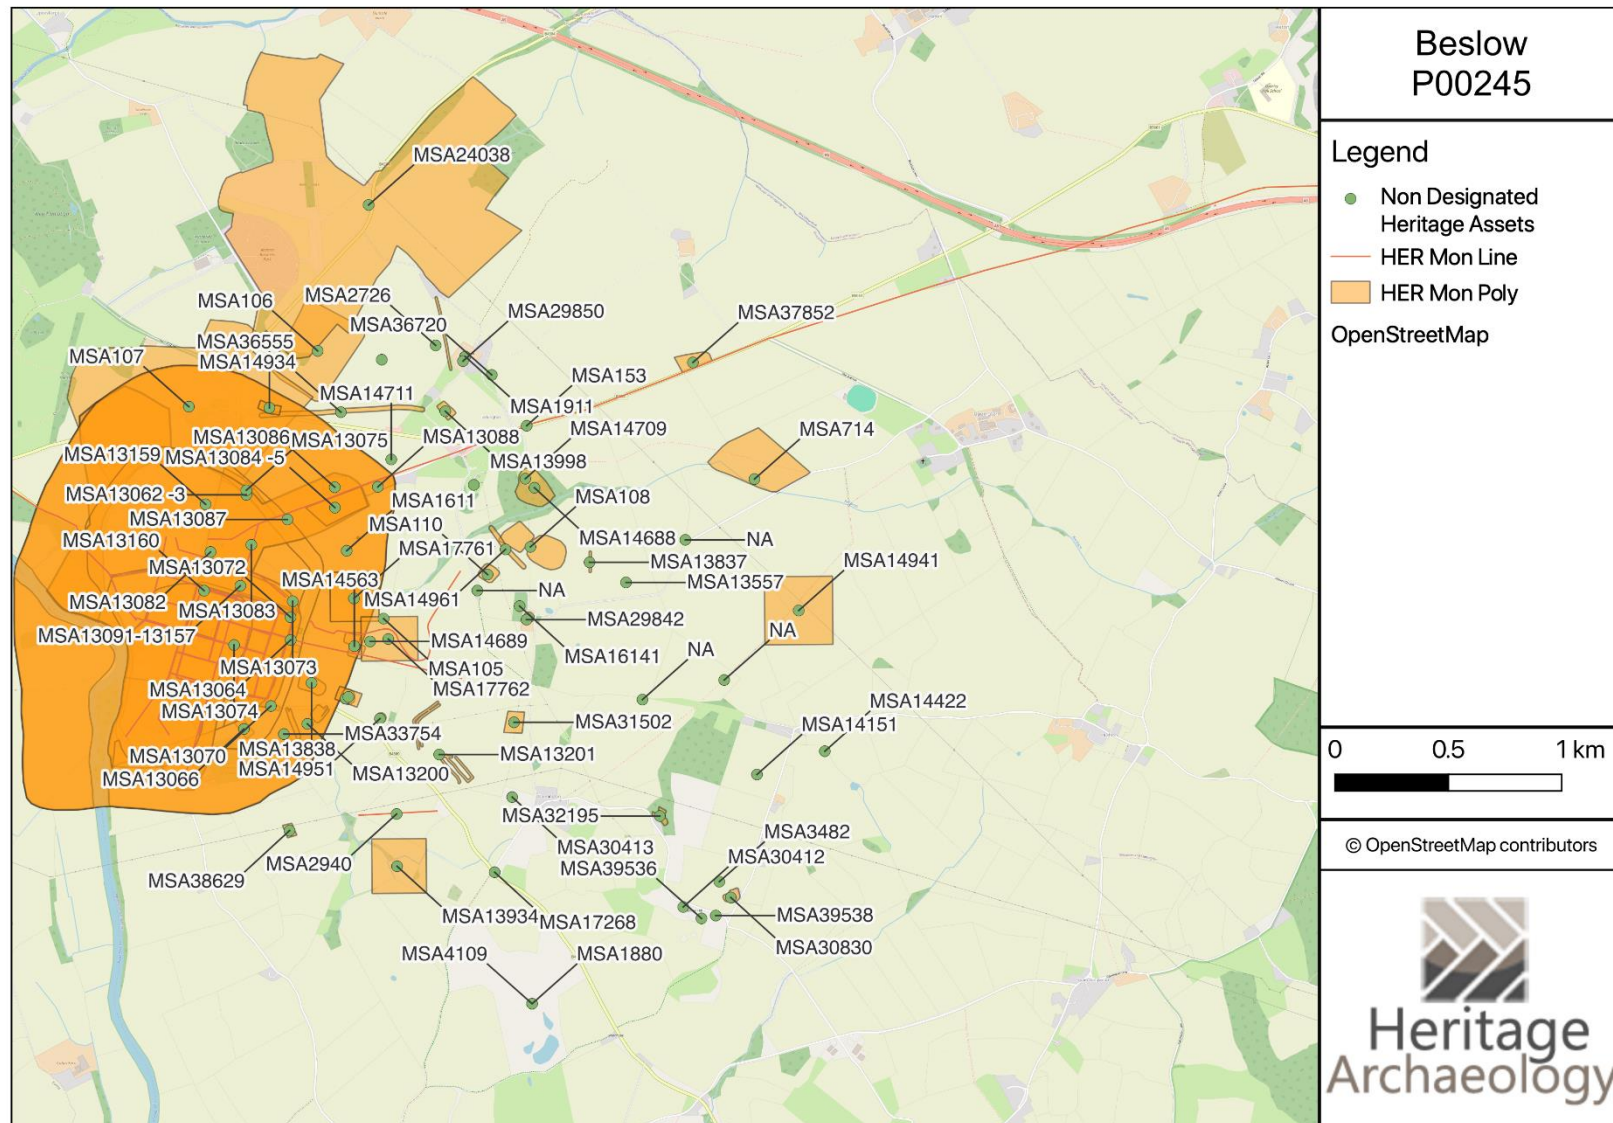 Beslow
P00245
Legend
Non Designated
Heritage Assets
HER Mon Line
HER Mon Poly
OpenStreetMap
0 0.5 1 km
© OpenStreetMap contributors
Heritage
Archaeology
MSA24038
MSA106
MSA2726
MSA29850
MSA36720
MSA37852
MSA36555
MSA107
MSA14934
MSA153
MSA14711
MSA1911
MSA14709
MSA13086
MSA13075
MSA13088
MSA714
MSA13159
MSA13084 -5
MSA13998
MSA13062 -3
MSA1611
MSA108
MSA13087
MSA110
MSA13160
MSA14688
NA
MSA17761
MSA13837
MSA14941
MSA13072
MSA14563
MSA13557
MSA13082
MSA13083
MSA14961
NA
MSA29842
MSA13091-13157
NA
MSA14689
MSA16141
NA
MSA13073
MSA105
MSA13064
MSA17762
MSA14422
MSA13074
MSA31502
MSA14151
MSA33754
MSA13070
MSA13838
MSA13201
MSA13066
MSA14951
MSA13200
MSA32195
MSA3482
MSA2940
MSA30413
MSA30412
MSA38629
MSA39536
MSA13934
MSA17268
MSA39538
MSA30830
MSA4109
MSA1880